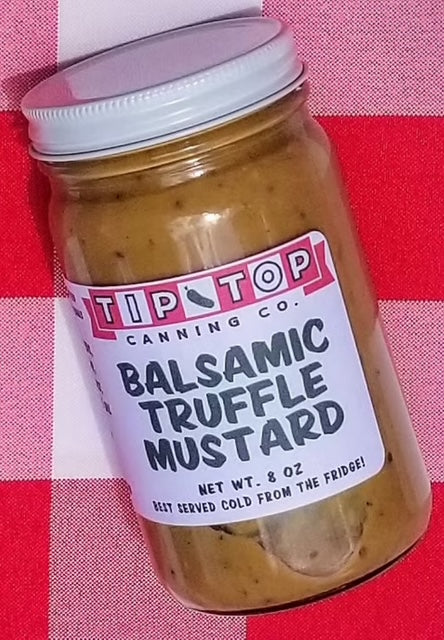 TIP TOP
CANNING CO.
BALSAMIC
TRUFFLE
MUSTARD
NET WT. 8 OZ
BEST SERVED COLD FROM THE FRIDGE!